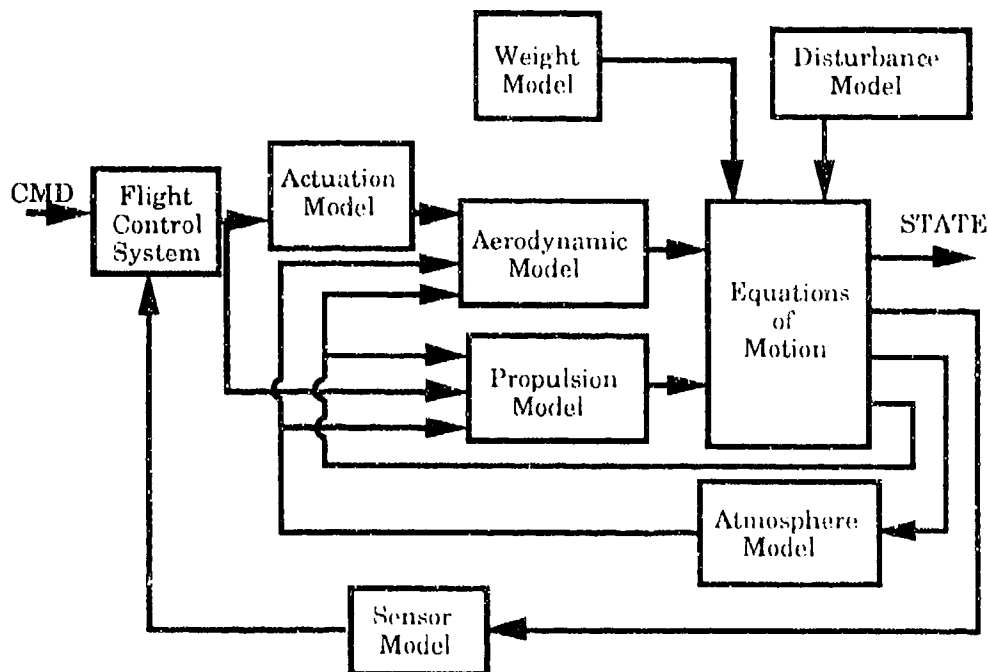 Weight
Model
Disturbance
Model
CMD
Flight
Control
System
Actuation
Model
Aerodynamic
Model
STATE
Equations
of
Motion
Propulsion
Model
Atmosphere
Model
Sensor
Model